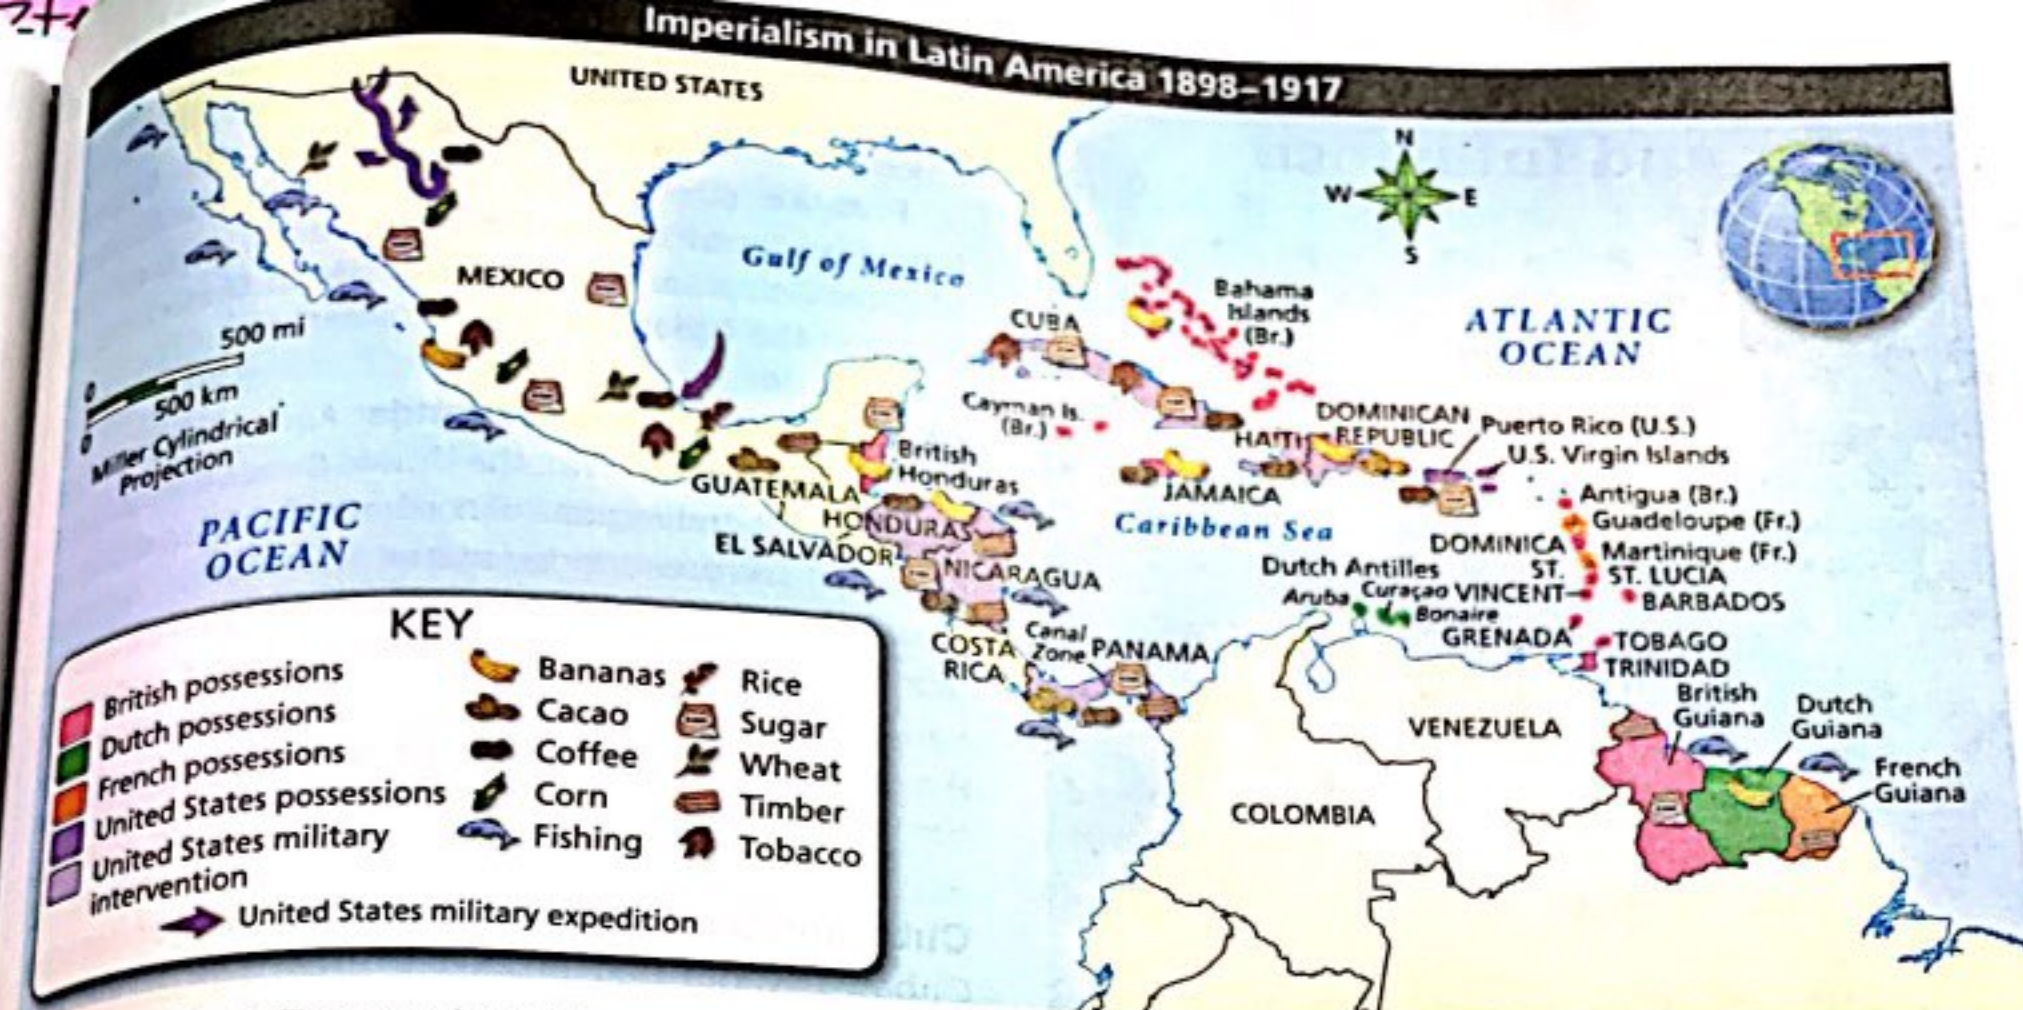 Imperialism in Latin America 1898–1917
UNITED STATES
N
W
E
S
Gulf of Mexico
MEXICO
Bahama
Islands
(Br.)
ATLANTIC
OCEAN
CUBA
500 mi
0
500 km
0
Miller Cylindrical
Projection
Cayman Is.
(Br.)
DOMINICAN
REPUBLIC
HAITI
Puerto Rico (U.S.)
U.S. Virgin Islands
British
Honduras
GUATEMALA
JAMAICA
Antigua (Br.)
Guadeloupe (Fr.)
PACIFIC
OCEAN
HONDURAS
Caribbean Sea
EL SALVADOR
DOMINICA
Martinique (Fr.)
NICARAGUA
Dutch Antilles
ST.
VINCENT
ST. LUCIA
Aruba
Curaçao
Bonaire
BARBADOS
COSTA
RICA
Canal
Zone
PANAMA
GRENADA
TOBAGO
TRINIDAD
British
Guiana
Dutch
Guiana
VENEZUELA
French
Guiana
COLOMBIA
KEY
British possessions
Dutch possessions
French possessions
United States possessions
United States military
intervention
Bananas
Cacao
Coffee
Corn
Fishing
Rice
Sugar
Wheat
Timber
Tobacco
United States military expedition